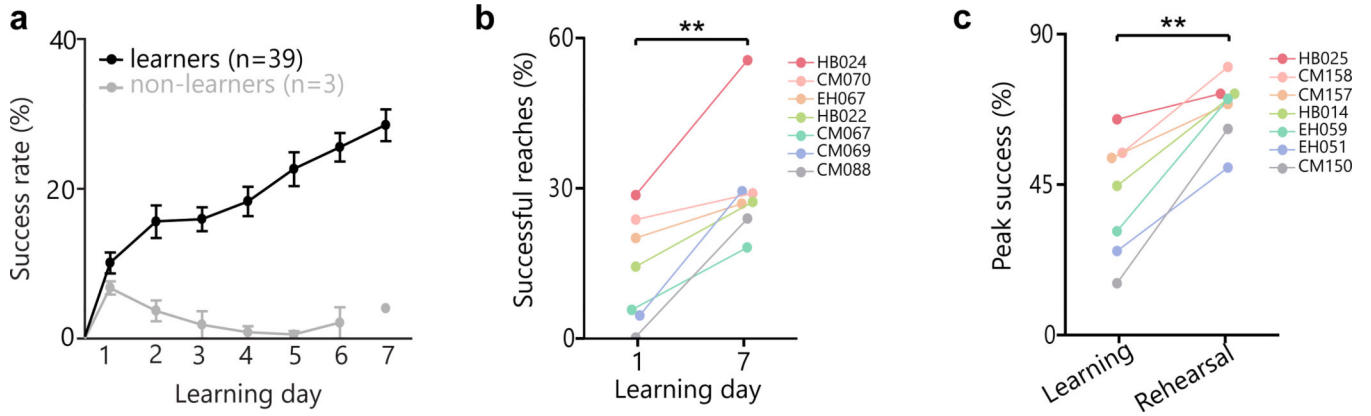 a
40
20
0
Success rate (%)
learners (n=39)
non-learners (n=3)
1 2 3 4 5 6 7
Learning day
b
60
30
0
Successful reaches (%)
**
HB024
CM070
EH067
HB022
CM067
CM069
CM088
1 7
Learning day
c
90
45
0
Peak success (%)
**
HB025
CM158
CM157
HB014
EH059
EH051
CM150
Learning
Rehearsal